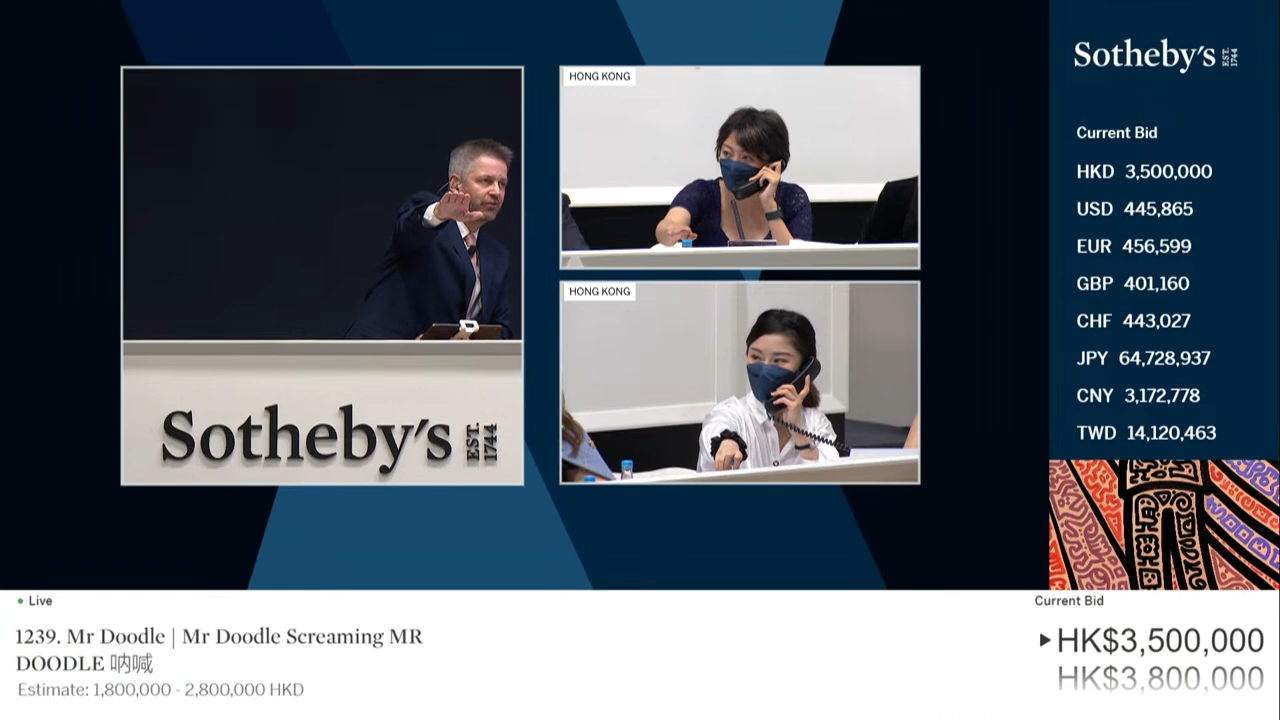 HONG KONG
HONG KONG
Sotheby's EST. 1744
Sotheby's EST. 1744
Current Bid
HKD 3,500,000
USD 445,865
EUR 456,599
GBP 401,160
CHF 443,027
JPY 64,728,937
CNY 3,172,778
TWD 14,120,463
Live
1239. Mr Doodle | Mr Doodle Screaming MR
DOODLE 呐喊
Estimate: 1,800,000 - 2,800,000 HKD
Current Bid
HK$3,500,000
HK$3,800,000